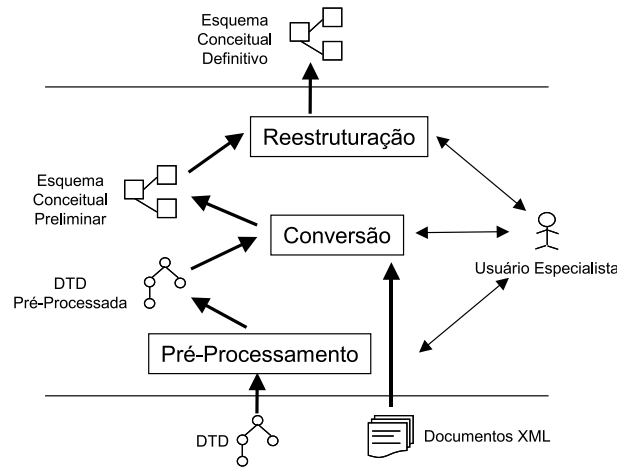 Esquema
Conceitual
Definitivo
Reestruturação
Esquema
Conceitual
Preliminar
Conversão
Usuário Especialista
DTD
Pré-Processada
Pré-Processamento
DTD
Documentos XML